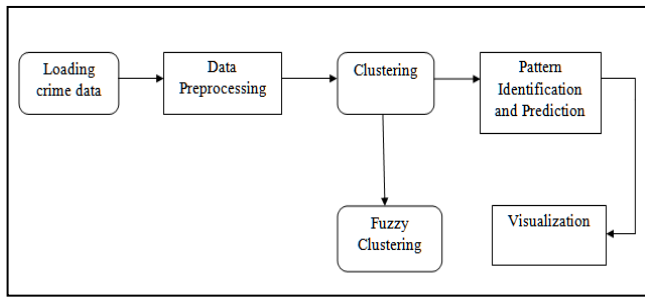 Loading
crime data
Data
Preprocessing
Clustering
Pattern
Identification
and Prediction
Fuzzy
Clustering
Visualization